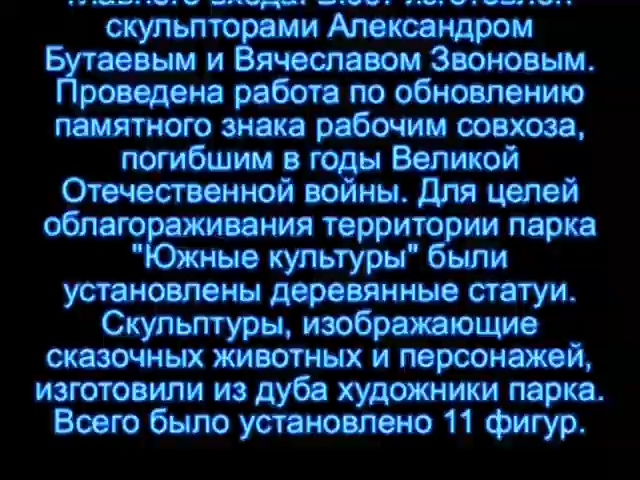 скульпторами Александром
Бутаевым и Вячеславом Звоновым.
Проведена работа по обновлению
памятного знака рабочим совхоза,
погибшим в годы Великой
Отечественной войны. Для целей
облагораживания территории парка
"Южные культуры" были
установлены деревянные статуи.
Скульптуры, изображающие
сказочных животных и персонажей,
изготовили из дуба художники парка.
Всего было установлено 11 фигур.